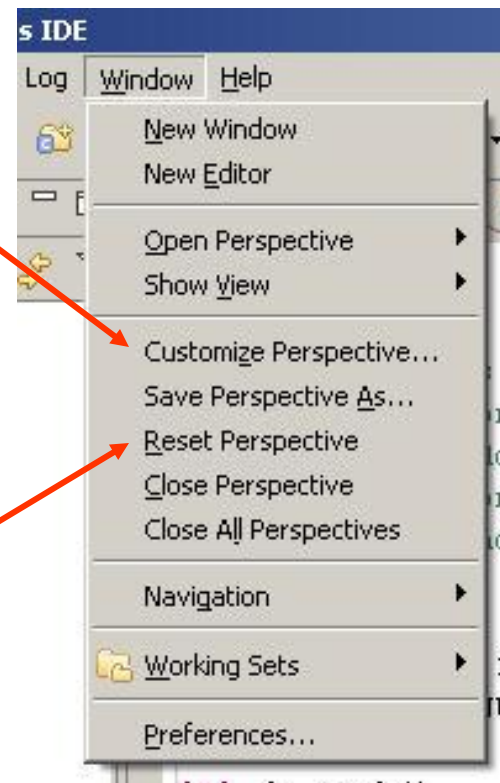 s IDE
Log Window Help
New Window
New Editor
Open Perspective
Show View
Customize Perspective...
Save Perspective As...
Reset Perspective
Close Perspective
Close All Perspectives
Navigation
Working Sets
Preferences...